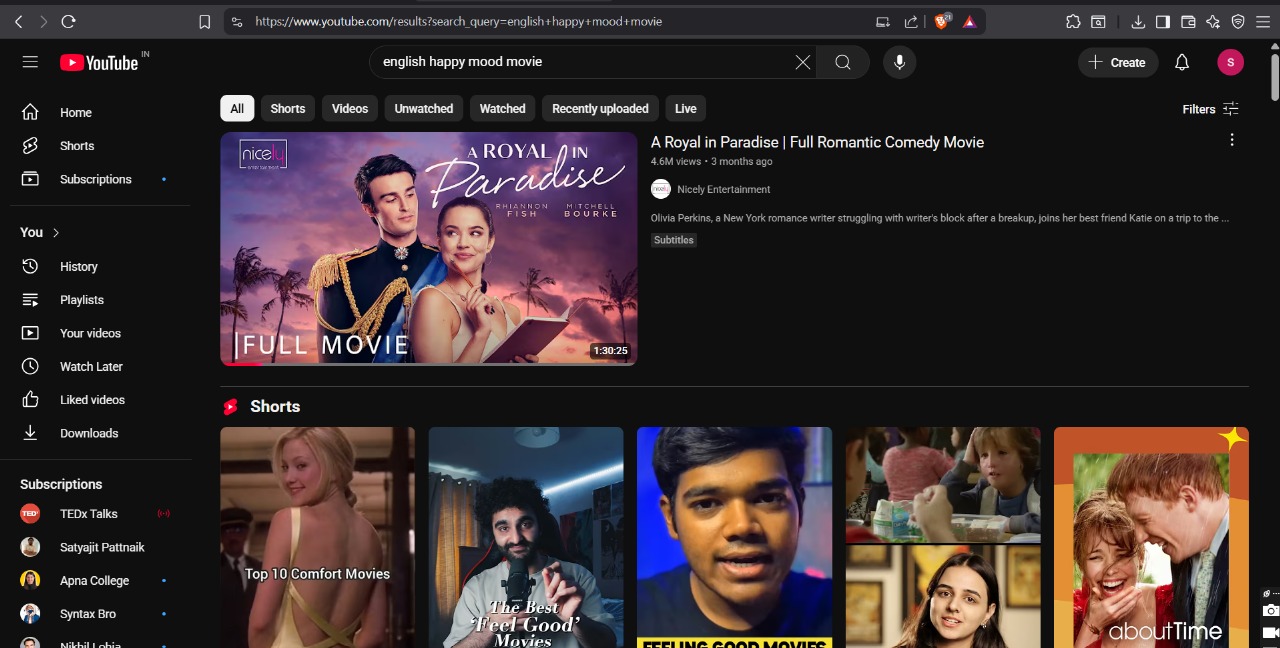 https://www.youtube.com/results?search_query=english+happy+mood+movie
YouTube IN
english happy mood movie
Create
S
Home
Shorts
Subscriptions
You
History
Playlists
Your videos
Watch Later
Liked videos
Downloads
Subscriptions
TEDx Talks
Satyajit Pattnaik
Apna College
Syntax Bro
Nikhil Lohia
All
Shorts
Videos
Unwatched
Watched
Recently uploaded
Live
Filters
nicely
A ROYAL IN
Paradise
RHIANNON FISH
MITCHELL BOURKE
FULL MOVIE
1:30:25
A Royal in Paradise | Full Romantic Comedy Movie
4.6M views • 3 months ago
Nicely Entertainment
Olivia Perkins, a New York romance writer struggling with writer's block after a breakup, joins her best friend Katie on a trip to the ...
Subtitles
Shorts
Top 10 Comfort Movies
The Best
'Feel Good'
Movies
FEELING GOOD MOVIES
aboutTime